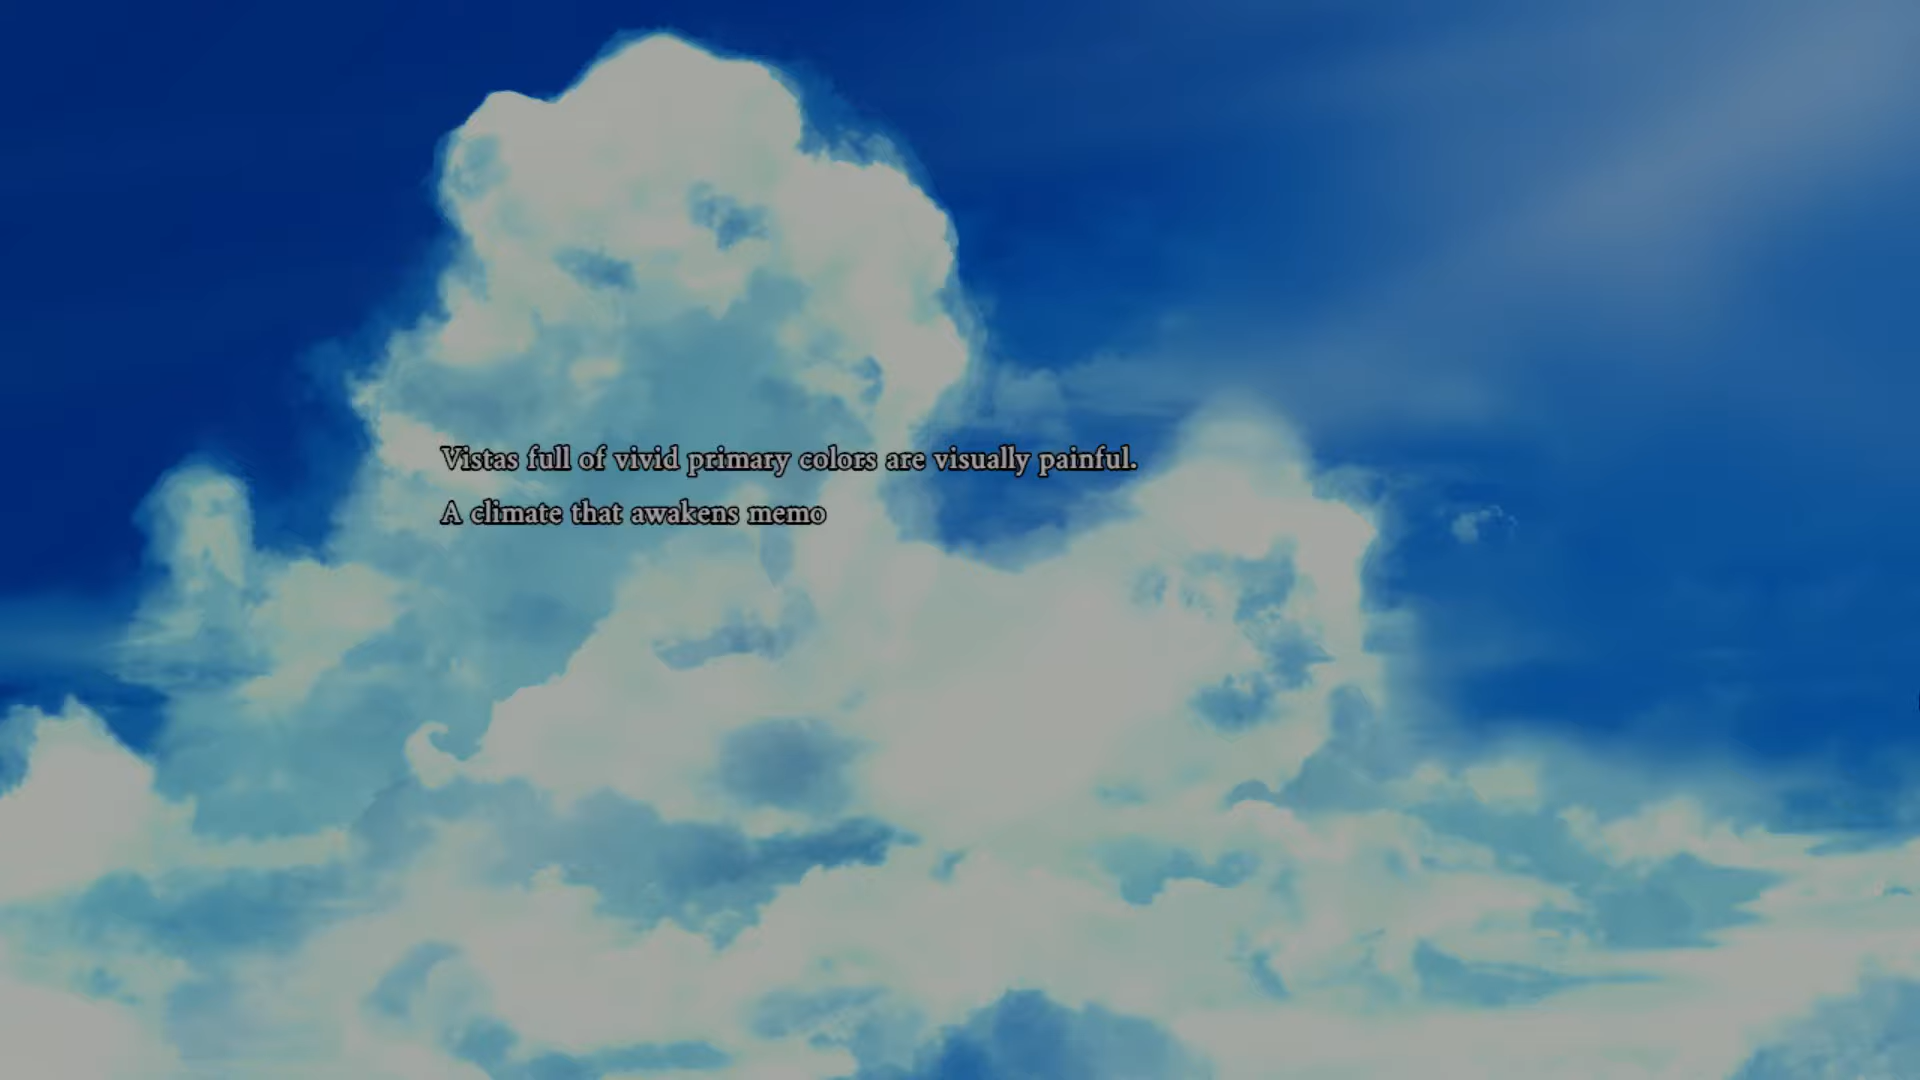 Vistas full of vivid primary colors are visually painful.
A climate that awakens memo